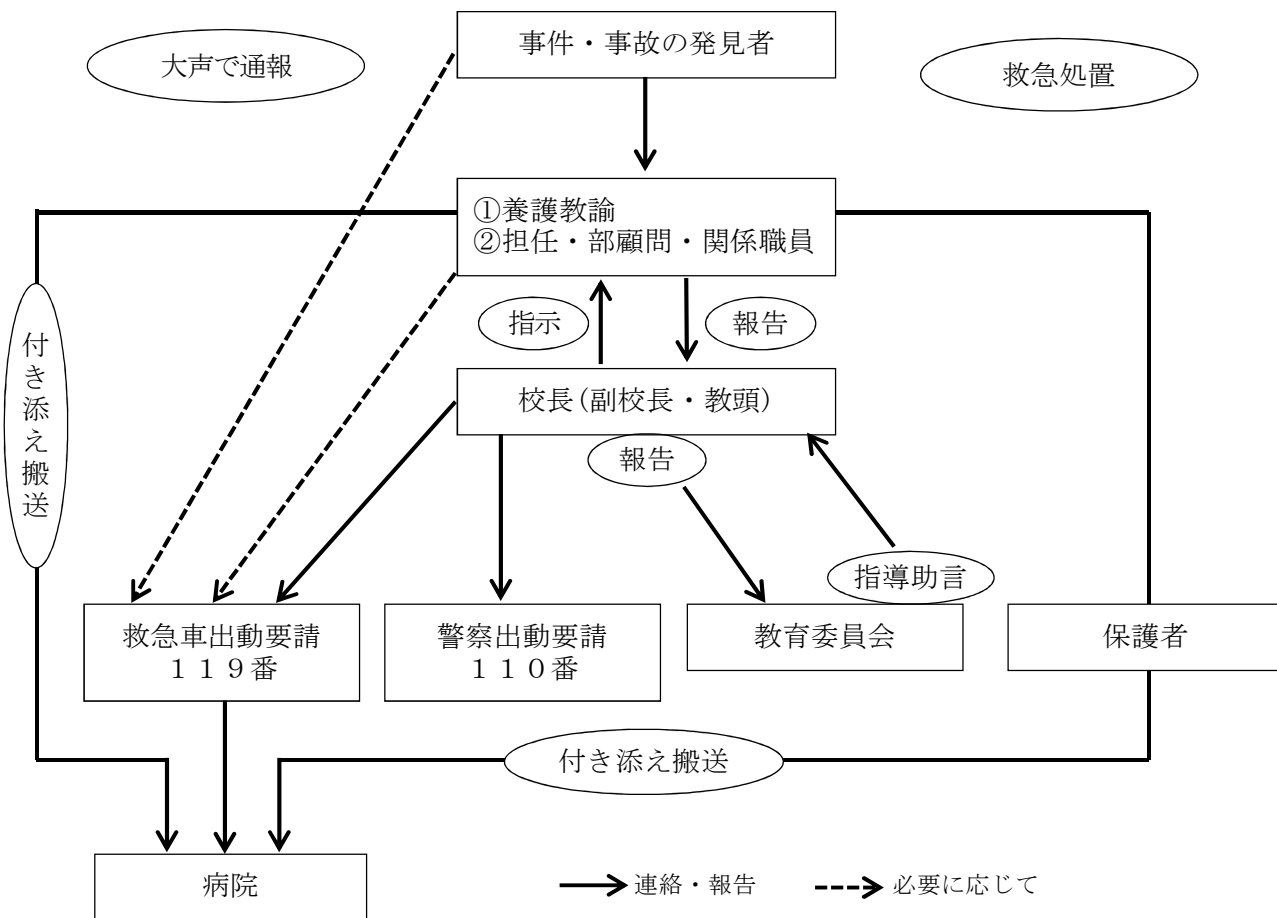 事件・事故の発見者
大声で通報
救急処置
①養護教諭
②担任・部顧問・関係職員
指示
報告
付き添え搬送
校長(副校長・教頭)
報告
指導助言
救急車出動要請
１１９番
警察出動要請
１１０番
教育委員会
保護者
付き添え搬送
病院
連絡・報告
必要に応じて